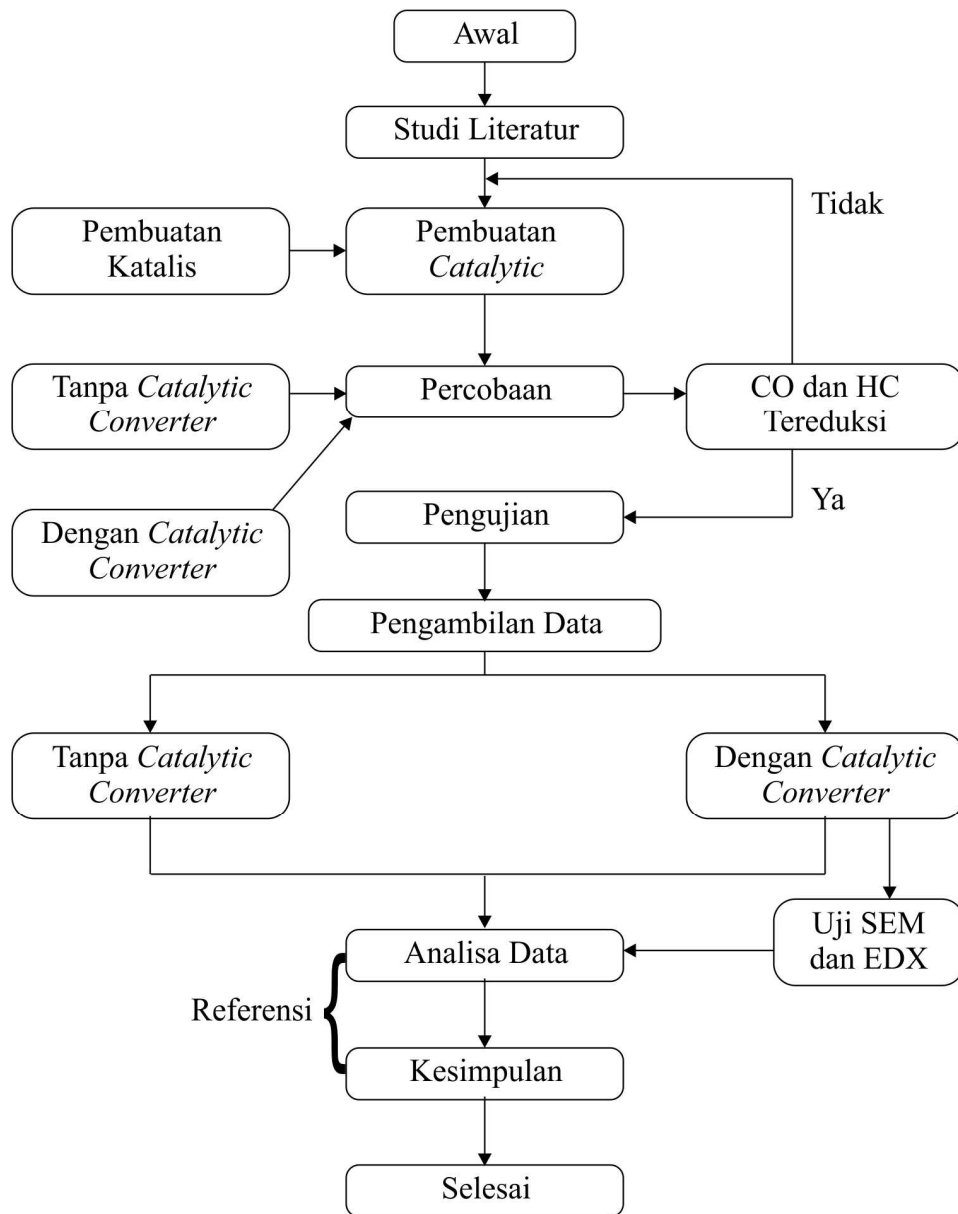 Awal
Studi Literatur
Tidak
Pembuatan
Katalis
Pembuatan
Catalytic
Tanpa Catalytic
Converter
Percobaan
CO dan HC
Tereduksi
Dengan Catalytic
Converter
Pengujian
Ya
Pengambilan Data
Tanpa Catalytic
Converter
Dengan Catalytic
Converter
Uji SEM
dan EDX
Analisa Data
Referensi
Kesimpulan
Selesai